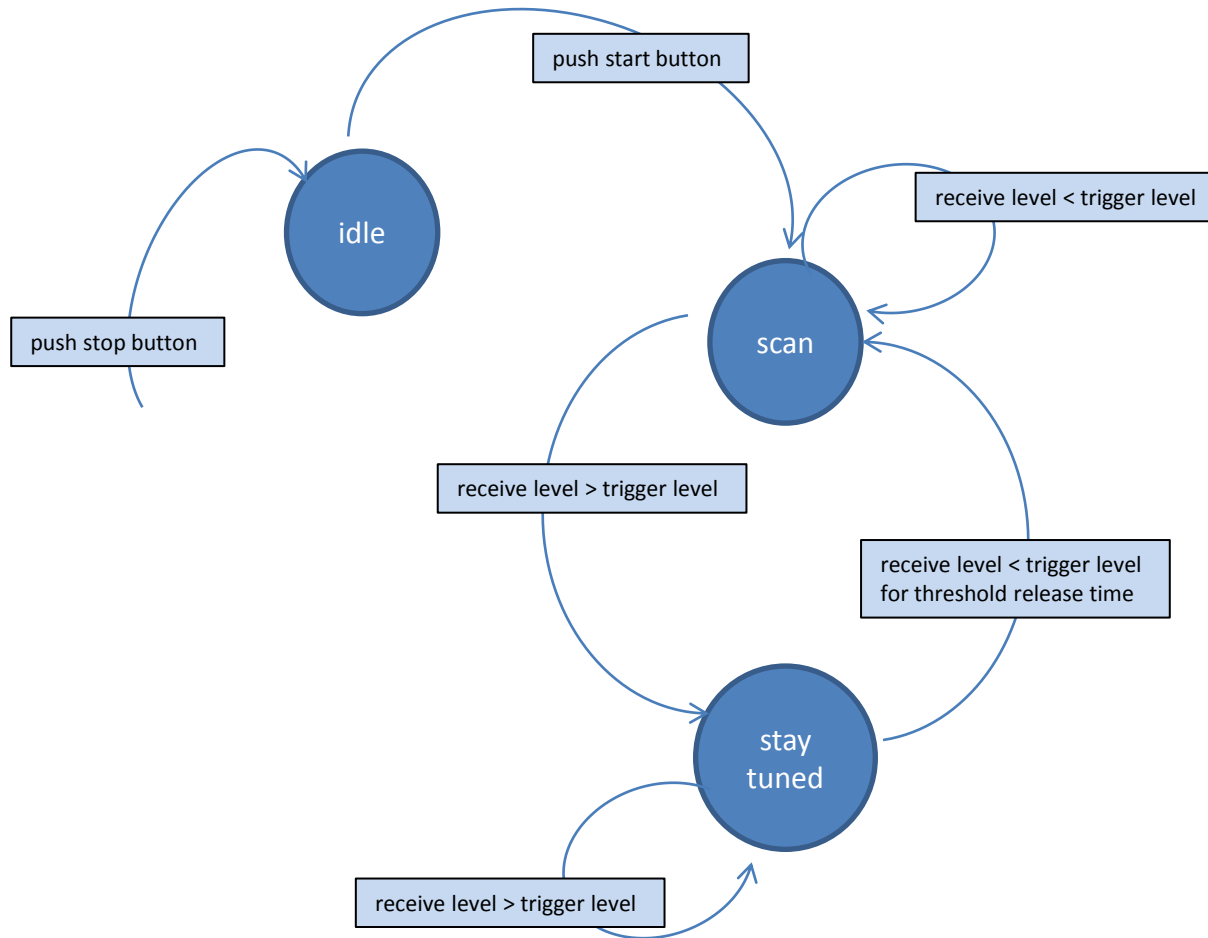 push start button
idle
receive level < trigger level
push stop button
scan
receive level > trigger level
receive level < trigger level
for threshold release time
stay
tuned
receive level > trigger level